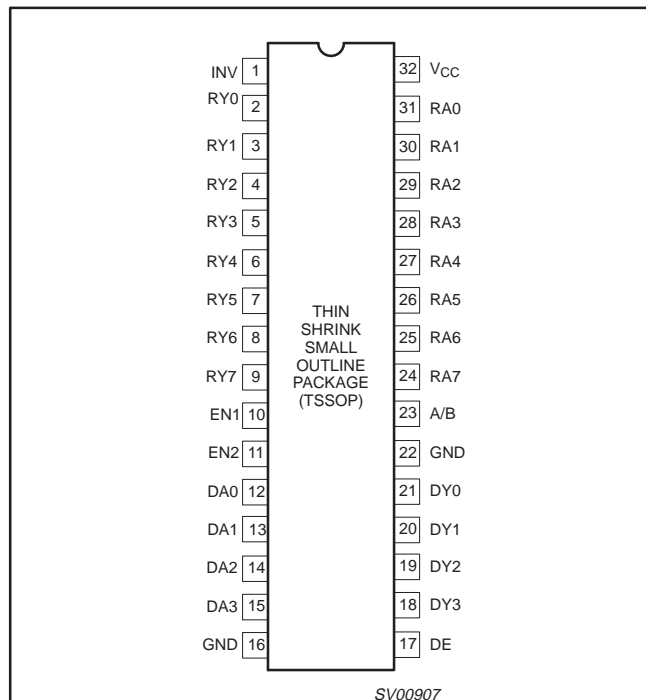 INV 1 32 VCC
RY0 2 31 RA0
RY1 3 30 RA1
RY2 4 29 RA2
RY3 5 28 RA3
RY4 6 27 RA4
RY5 7 26 RA5
RY6 8 25 RA6
RY7 9 24 RA7
EN1 10 23 A/B
EN2 11 22 GND
DA0 12 21 DY0
DA1 13 20 DY1
DA2 14 19 DY2
DA3 15 18 DY3
GND 16 17 DE
THIN
SHRINK
SMALL
OUTLINE
PACKAGE
(TSSOP)
SV00907